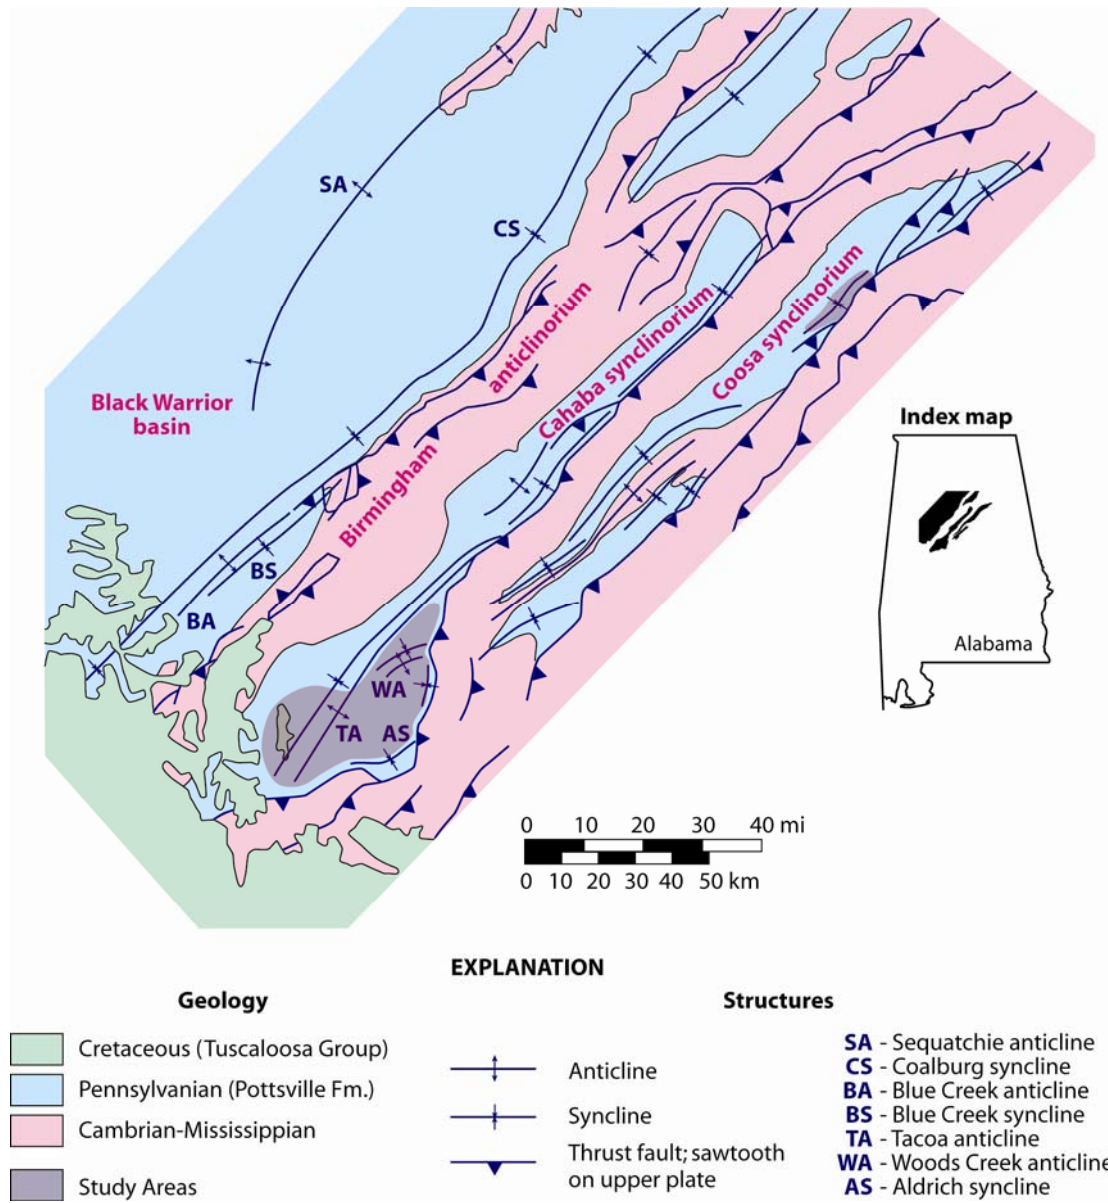 SA
CS
Black Warrior
basin
Birmingham
anticlinorium
Cahaba synclinorium
Coosa synclinorium
BS
BA
WA
TA
AS
Index map
Alabama
0 10 20 30 40 mi
0 10 20 30 40 50 km
EXPLANATION
Geology
Cretaceous (Tuscaloosa Group)
Pennsylvanian (Pottsville Fm.)
Cambrian-Mississippian
Study Areas
Structures
Anticline
Syncline
Thrust fault; sawtooth
on upper plate
SA - Sequatchie anticline
CS - Coalburg syncline
BA - Blue Creek anticline
BS - Blue Creek syncline
TA - Tacoa anticline
WA - Woods Creek anticline
AS - Aldrich syncline